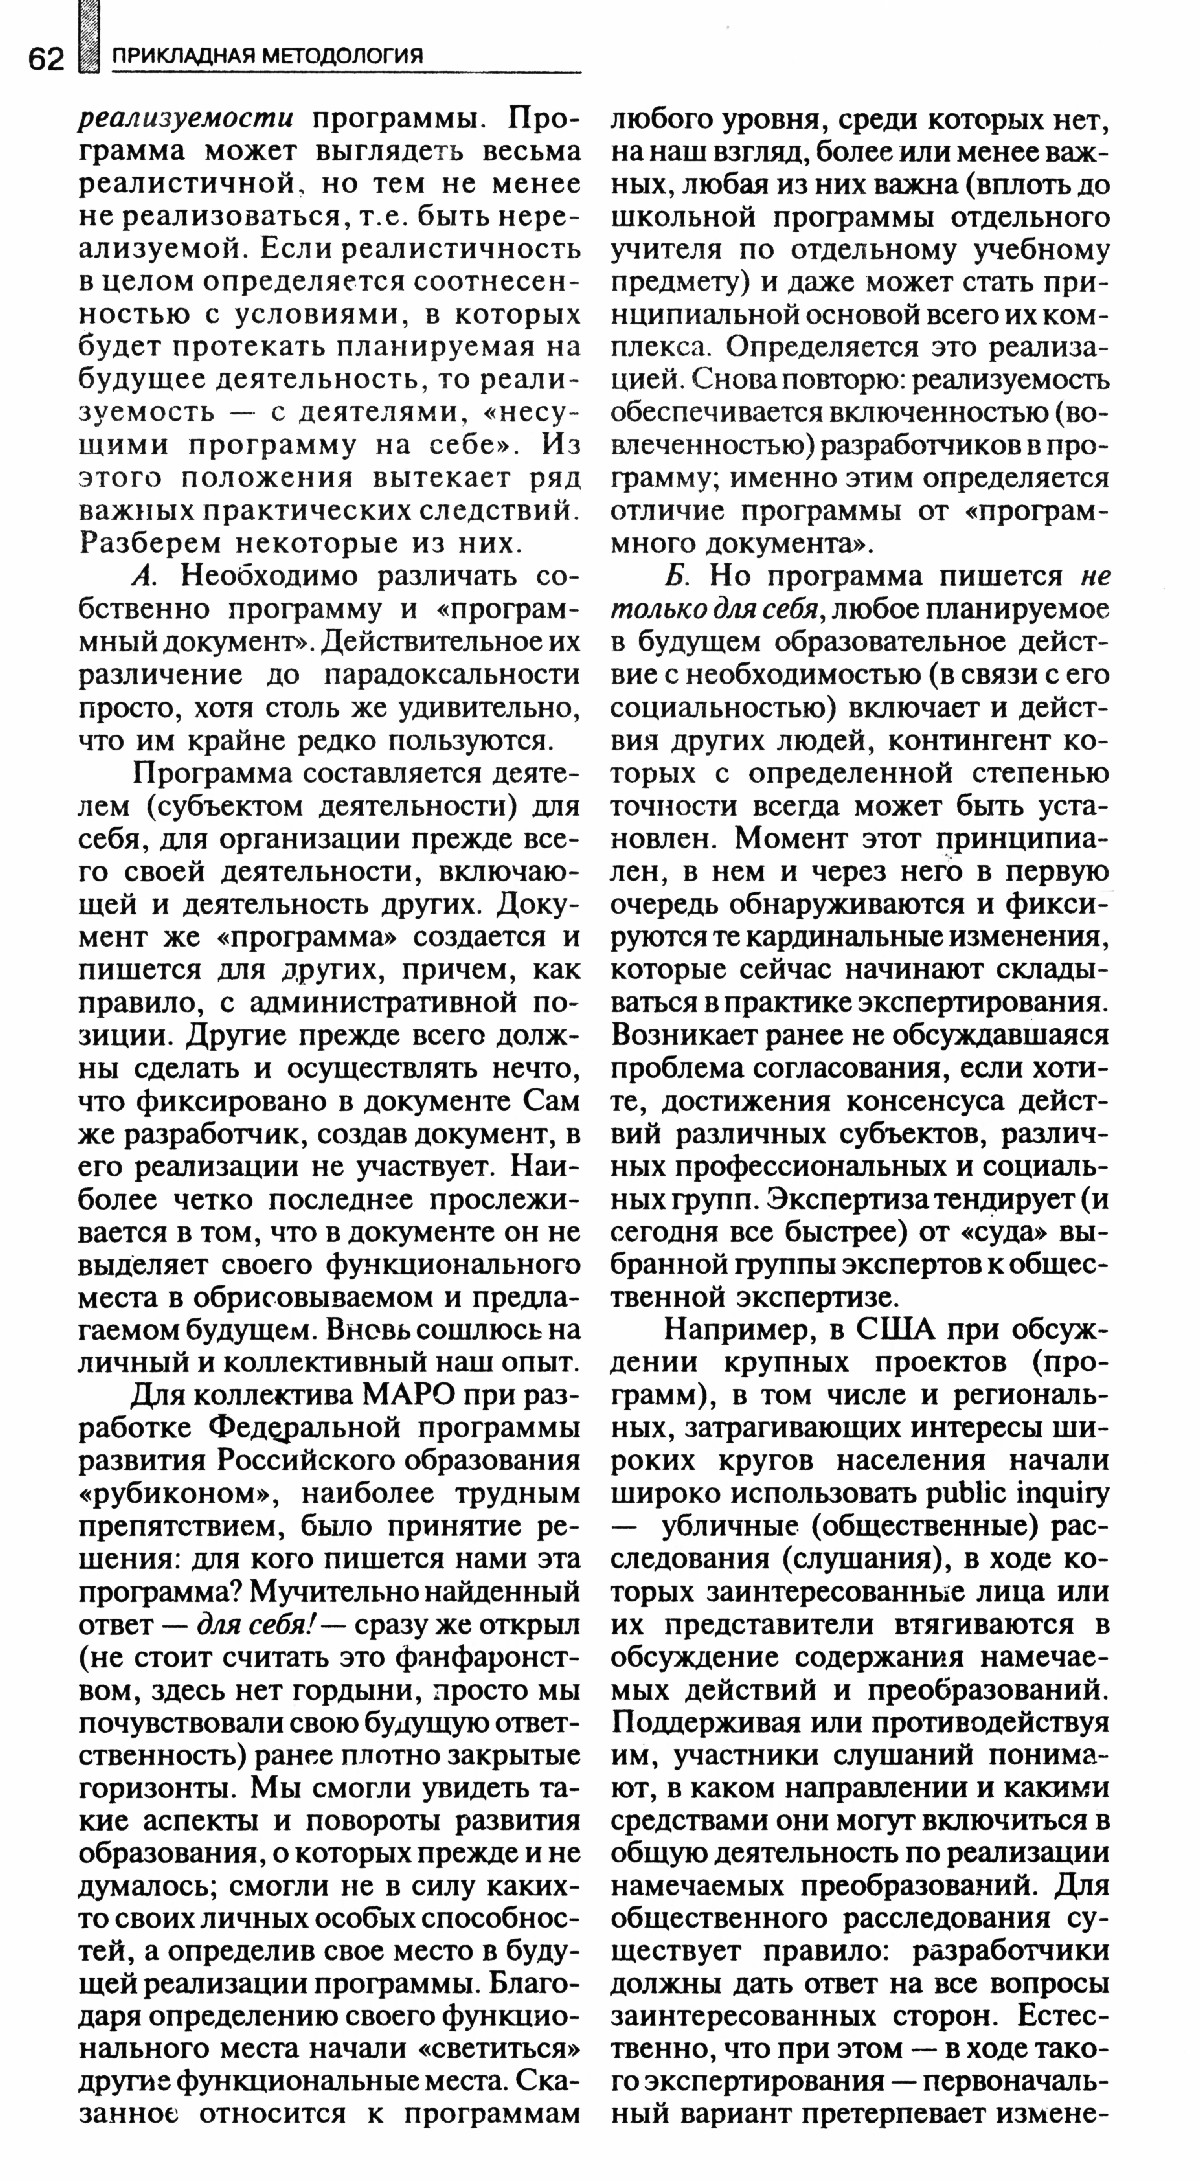 62
ПРИКЛАДНАЯ МЕТОДОЛОГИЯ
реализуемости программы. Про-
грамма может выглядеть весьма
реалистичной, но тем не менее
не реализоваться, т.е. быть нере-
ализуемой. Если реалистичность
в целом определяется соотнесен-
ностью с условиями, в которых
будет протекать планируемая на
будущее деятельность, то реали-
зуемость — с деятелями, «несу-
щими программу на себе». Из
этого положения вытекает ряд
важных практических следствий.
Разберем некоторые из них.
А. Необходимо различать со-
бственно программу и «програм-
мный документ». Действительное их
различение до парадоксальности
просто, хотя столь же удивительно,
что им крайне редко пользуются.
Программа составляется деяте-
лем (субъектом деятельности) для
себя, для организации прежде все-
го своей деятельности, включаю-
щей и деятельность других. Доку-
мент же «программа» создается и
пишется для других, причем, как
правило, с административной по-
зиции. Другие прежде всего долж-
ны сделать и осуществлять нечто,
что фиксировано в документе Сам
же разработчик, создав документ, в
его реализации не участвует. Наи-
более четко последнее прослежи-
вается в том, что в документе он не
выделяет своего функционального
места в обрисовываемом и предла-
гаемом будущем. Вновь сошлюсь на
личный и коллективный наш опыт.
Для коллектива МАРО при раз-
работке Федеральной программы
развития Российского образования
«рубиконом», наиболее трудным
препятствием, было принятие ре-
шения: для кого пишется нами эта
программа? Мучительно найденный
ответ — для себя! — сразу же открыл
(не стоит считать это фанфаронст-
вом, здесь нет гордыни, просто мы
почувствовали свою будущую ответ-
ственность) ранее плотно закрытые
горизонты. Мы смогли увидеть та-
кие аспекты и повороты развития
образования, о которых прежде и не
думалось; смогли не в силу каких-
то своих личных особых способнос-
тей, а определив свое место в буду-
щей реализации программы. Благо-
даря определению своего функцио-
нального места начали «светиться»
другие функциональные места. Ска-
занное относится к программам
любого уровня, среди которых нет,
на наш взгляд, более или менее важ-
ных, любая из них важна (вплоть до
школьной программы отдельного
учителя по отдельному учебному
предмету) и даже может стать при-
нципиальной основой всего их ком-
плекса. Определяется это реализа-
цией. Снова повторю: реализуемость
обеспечивается включенностью (во-
влеченностью) разработчиков в про-
грамму; именно этим определяется
отличие программы от «програм-
много документа».
Б. Но программа пишется не
только для себя, любое планируемое
в будущем образовательное дейст-
вие с необходимостью (в связи с его
социальностью) включает и дейст-
вия других людей, контингент ко-
торых с определенной степенью
точности всегда может быть уста-
новлен. Момент этот принципиа-
лен, в нем и через него в первую
очередь обнаруживаются и фикси-
руются те кардинальные изменения,
которые сейчас начинают склады-
ваться в практике экспертирования.
Возникает ранее не обсуждавшаяся
проблема согласования, если хоти-
те, достижения консенсуса дейст-
вий различных субъектов, различ-
ных профессиональных и социаль-
ных групп. Экспертиза тендирует (и
сегодня все быстрее) от «суда» вы-
бранной группы экспертов к общес-
твенной экспертизе.
Например, в США при обсуж-
дении крупных проектов (про-
грамм), в том числе и региональ-
ных, затрагивающих интересы ши-
роких кругов населения начали
широко использовать public inquiry
— убличные (общественные) рас-
следования (слушания), в ходе ко-
торых заинтересованные лица или
их представители втягиваются в
обсуждение содержания намечае-
мых действий и преобразований.
Поддерживая или противодействуя
им, участники слушаний понима-
ют, в каком направлении и какими
средствами они могут включиться в
общую деятельность по реализации
намечаемых преобразований. Для
общественного расследования су-
ществует правило: разработчики
должны дать ответ на все вопросы
заинтересованных сторон. Естес-
твенно, что при этом — в ходе тако-
го экспертирования — первоначаль-
ный вариант претерпевает измене-